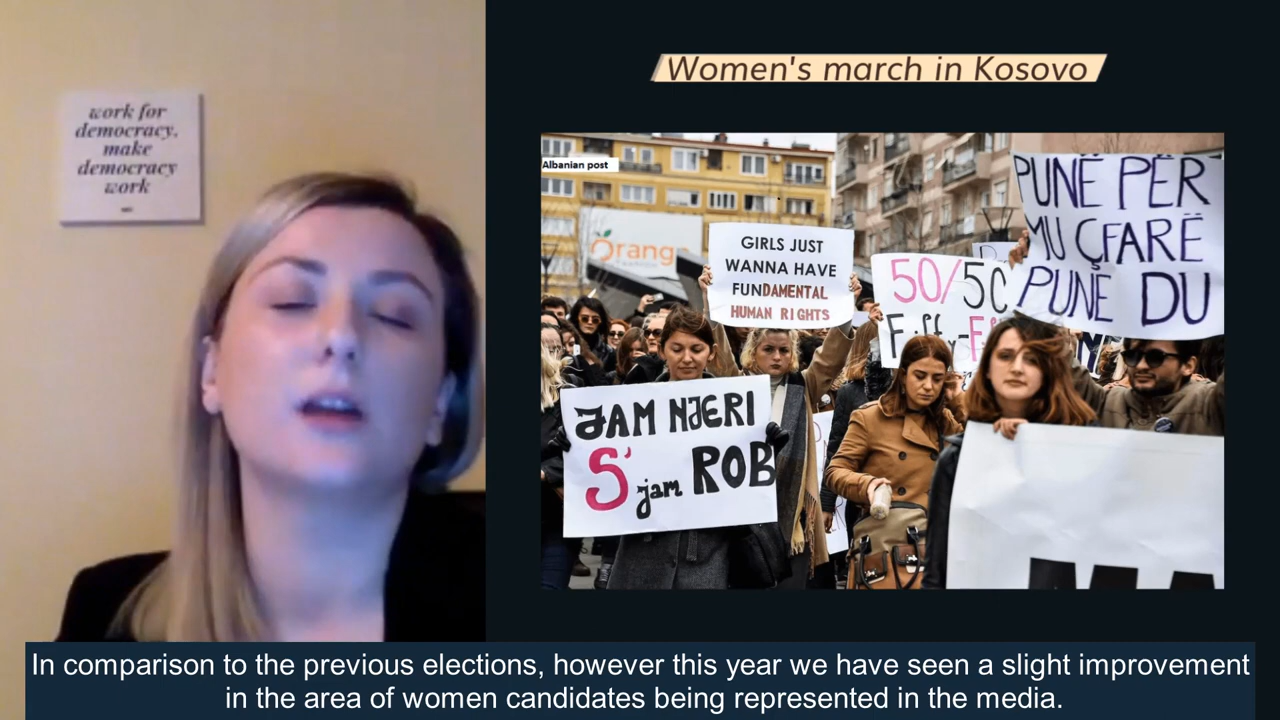 work for
democracy.
make
democracy
work
Women's march in Kosovo
Albanian post
Orange
GIRLS JUST
WANNA HAVE
FUNDAMENTAL
HUMAN RIGHTS
50/50
PUNË PËR
MU ÇFARË
PUNE DU
JAM NJERI
S' jam ROB
In comparison to the previous elections, however this year we have seen a slight improvement
in the area of women candidates being represented in the media.